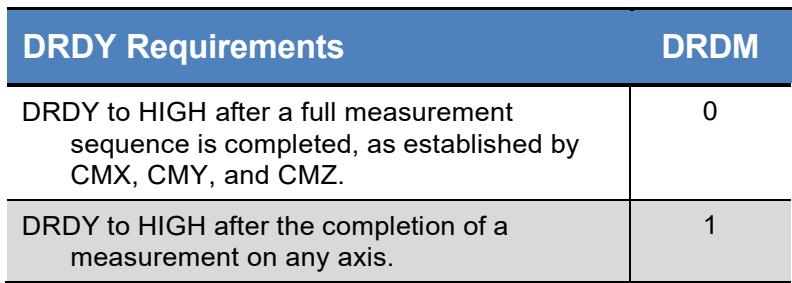 DRDY Requirements DRDM
DRDY to HIGH after a full measurement 0
sequence is completed, as established by
CMX, CMY, and CMZ.
DRDY to HIGH after the completion of a 1
measurement on any axis.